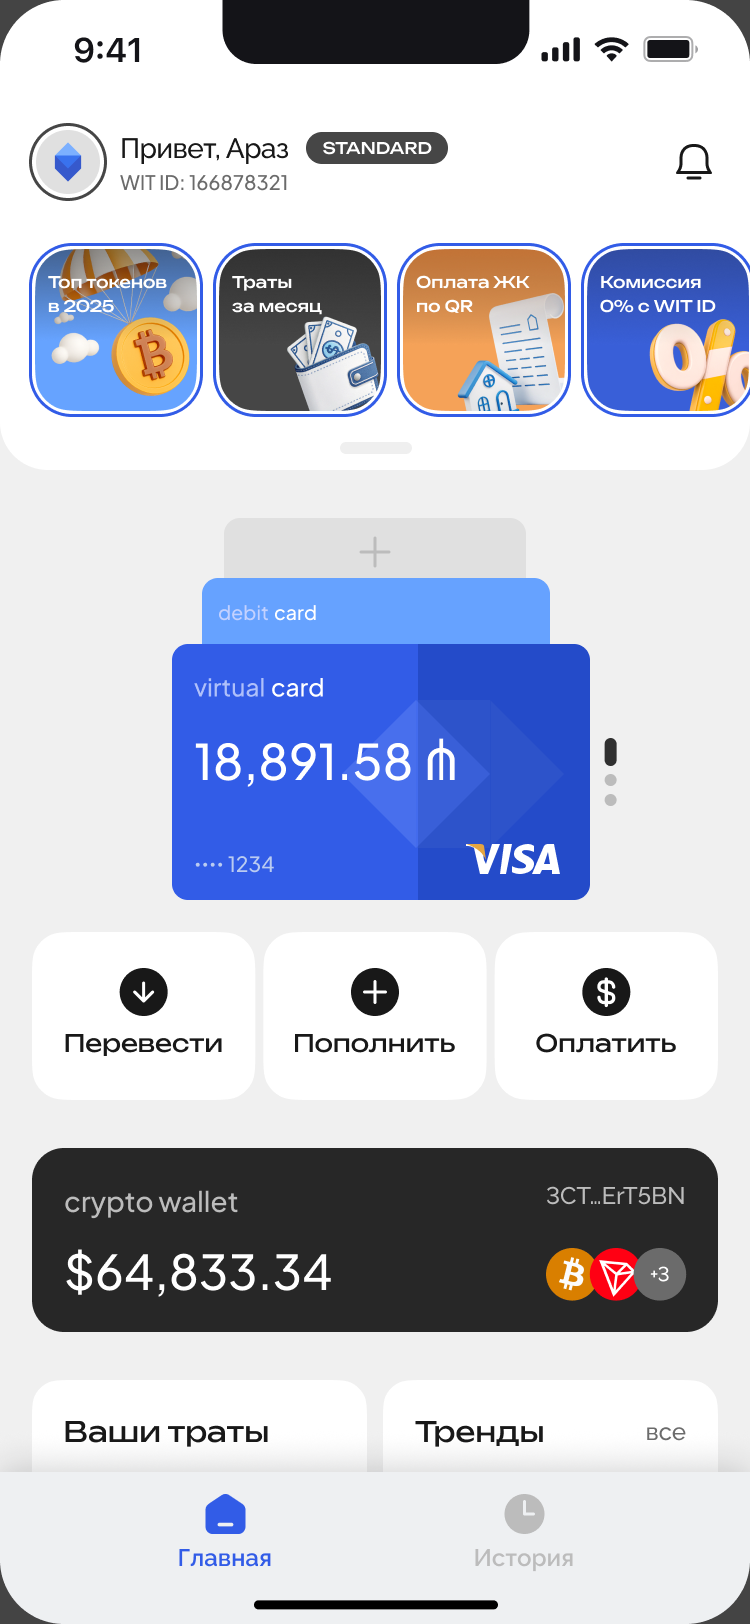 9:41
Привет, Араз
STANDARD
WIT ID: 166878321
Топ токенов
в 2025
Траты
за месяц
Оплата ЖК
по QR
Комиссия
0% с WIT ID
debit card
virtual card
18,891.58 ₼
•••• 1234
VISA
Перевести
Пополнить
Оплатить
crypto wallet
3CT...ErT5BN
$64,833.34
+3
Ваши траты
Тренды
все
Главная
История